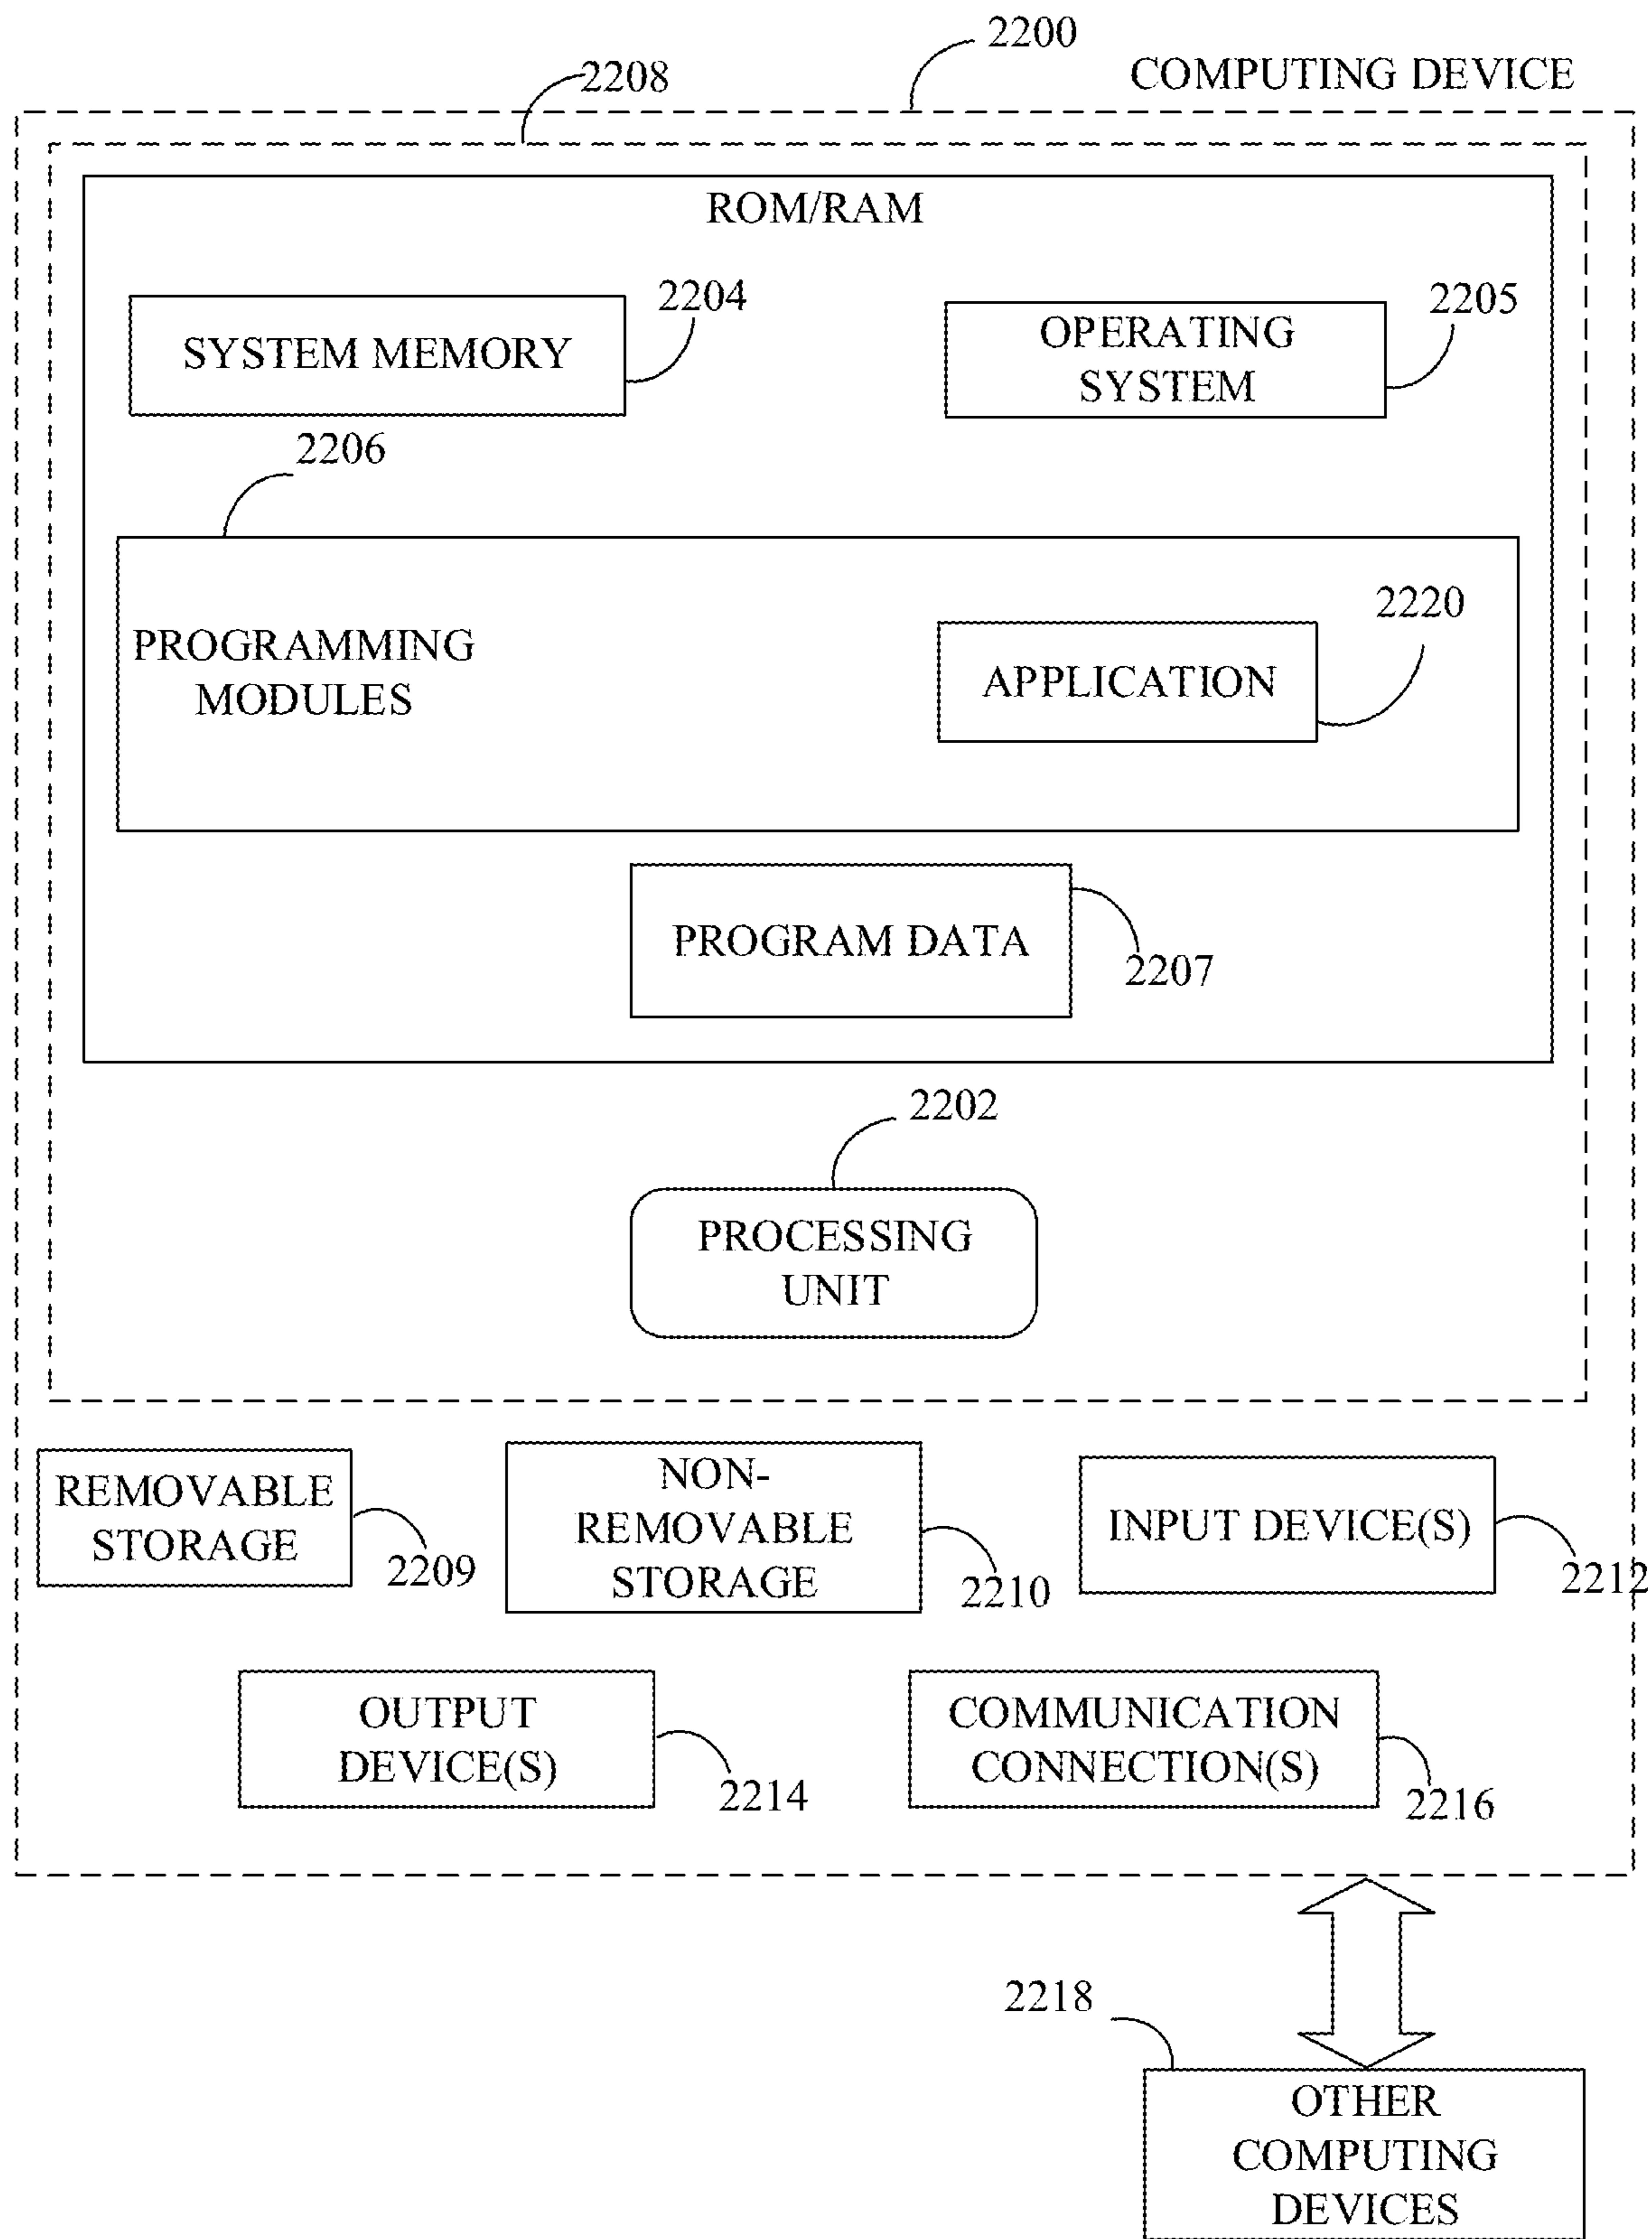 2200
2208
COMPUTING DEVICE
ROM/RAM
2204
2205
SYSTEM MEMORY
OPERATING
SYSTEM
2206
2220
PROGRAMMING
MODULES
APPLICATION
PROGRAM DATA
2207
2202
PROCESSING
UNIT
REMOVABLE
STORAGE
2209
NON-
REMOVABLE
STORAGE
2210
INPUT DEVICE(S)
2212
OUTPUT
DEVICE(S)
2214
COMMUNICATION
CONNECTION(S)
2216
2218
OTHER
COMPUTING
DEVICES